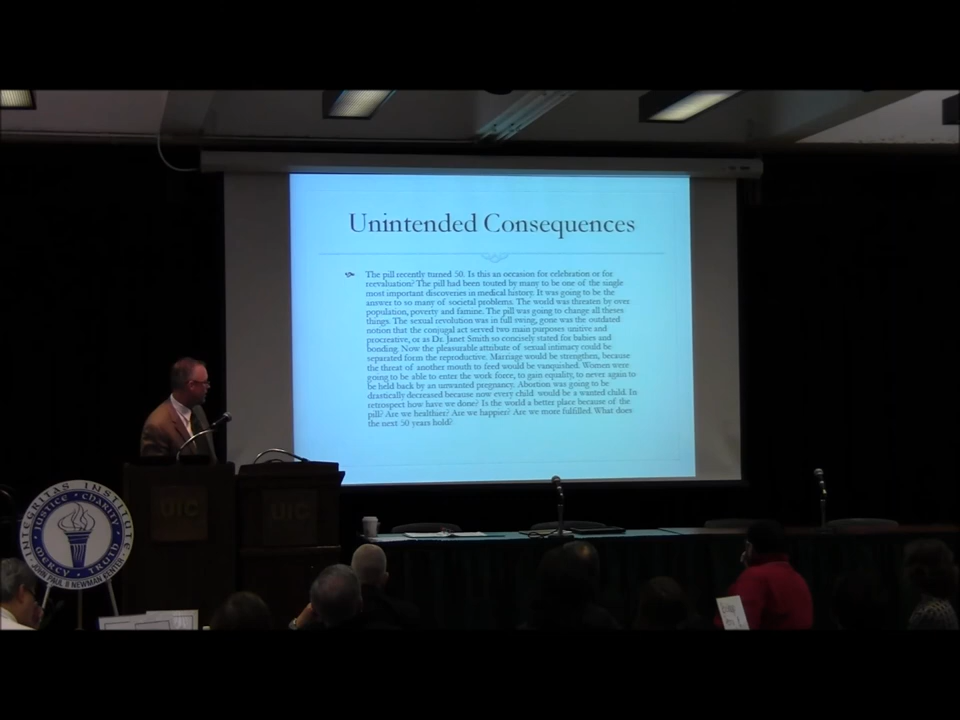 Unintended Consequences
The pill recently turned 50. Is this an occasion for celebration or for
reevaluation? The pill had been touted by many to be one of the single
most important discoveries in medical history. It was going to be the
answer to so many of societal problems. The world was threaten by over
population, poverty and famine. The pill was going to change all theses
things. The sexual revolution was in full swing, gone was the outdated
notion that the conjugal act served two main purposes unitive and
procreative, or as Dr. Janet Smith so concisely stated for babies and
bonding. Now the pleasurable attribute of sexual intimacy could be
separated form the reproductive. Marriage would be strengthen, because
the threat of another mouth to feed would be vanquished. Women were
going to be able to enter the work force, to gain equality, to never again to
be held back by an unwanted pregnancy. Abortion was going to be
drastically decreased because now every child would be a wanted child. In
retrospect how have we done? Is the world a better place because of the
pill? Are we healthier? Are we happier? Are we more fulfilled. What does
the next 50 years hold?
UIC
UIC
INTEGRITAS INSTITUTE
JUSTICE CHARITY
MERCY TRUTH
JOHN PAUL II NEWMAN CENTER